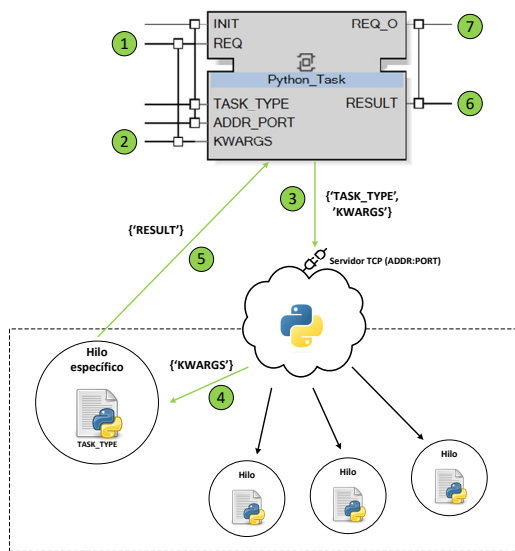 INIT
REQ_O
7
1
REQ
Python_Task
TASK_TYPE
RESULT
6
ADDR_PORT
2
KWARGS
3
{‘TASK_TYPE’,
’KWARGS’}
{‘RESULT’}
5
Servidor TCP (ADDR:PORT)
Hilo
específico
{‘KWARGS’}
4
TASK_TYPE
Hilo
Hilo
Hilo